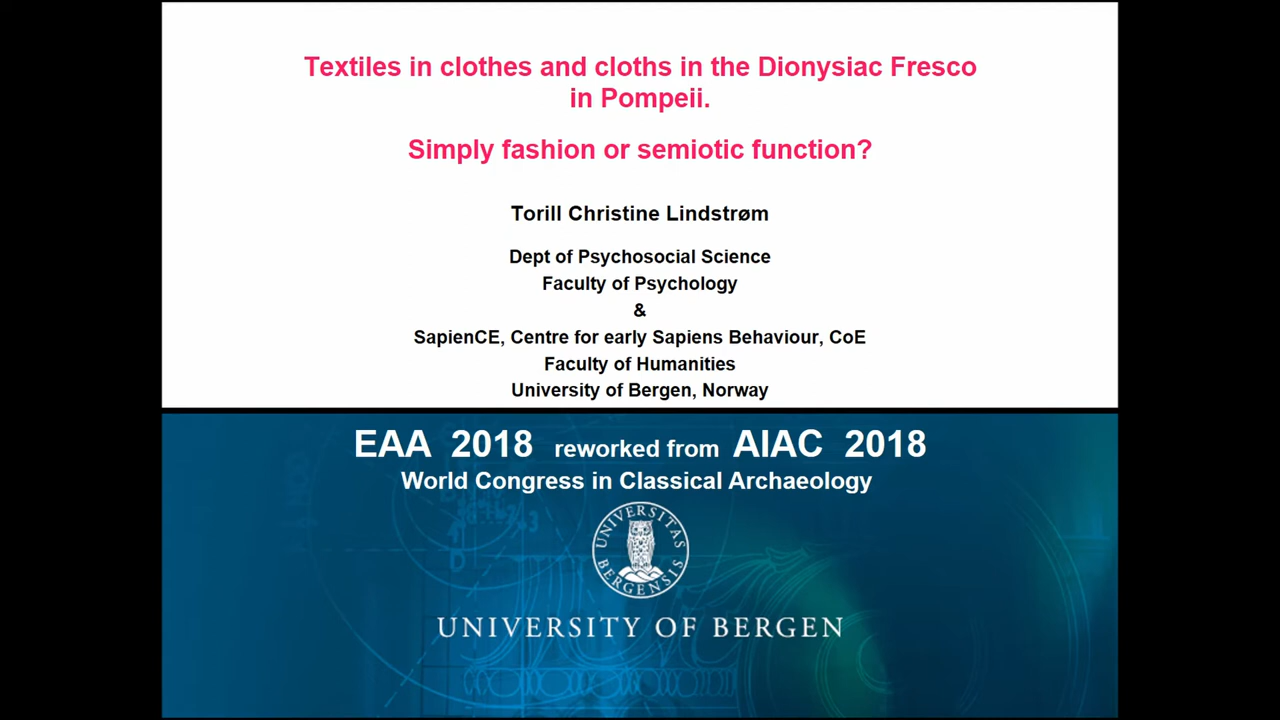 Textiles in clothes and cloths in the Dionysiac Fresco
in Pompeii.
Simply fashion or semiotic function?
Torill Christine Lindstrøm
Dept of Psychosocial Science
Faculty of Psychology
&
SapienCE, Centre for early Sapiens Behaviour, CoE
Faculty of Humanities
University of Bergen, Norway
EAA 2018 reworked from AIAC 2018
World Congress in Classical Archaeology
UNIVERSITAS
BERGENSIS
UNIVERSITY OF BERGEN